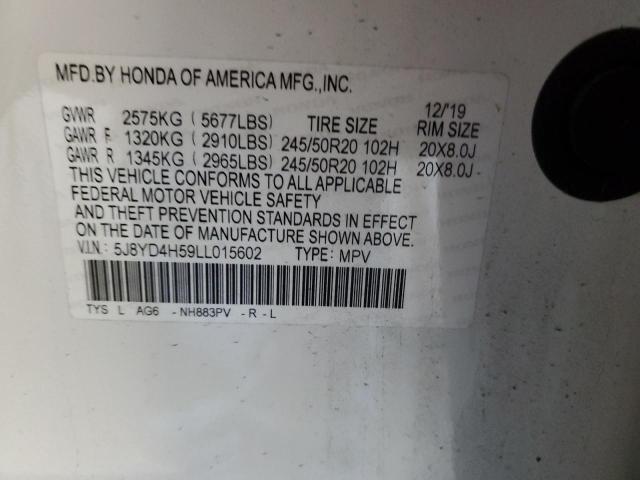 MFD.BY HONDA OF AMERICA MFG.,INC.
12/'19
GVWR 2575KG ( 5677LBS) TIRE SIZE RIM SIZE
GAWR F 1320KG ( 2910LBS) 245/50R20 102H 20X8.0J
GAWR R 1345KG ( 2965LBS) 245/50R20 102H 20X8.0J -
THIS VEHICLE CONFORMS TO ALL APPLICABLE
FEDERAL MOTOR VEHICLE SAFETY
AND THEFT PREVENTION STANDARDS IN EFFECT
ON THE DATE OF MANUFACTURE SHOWN ABOVE.
V.I.N.: 5J8YD4H59LL015602 TYPE: MPV
TYS L AG6 - NH883PV - R - L